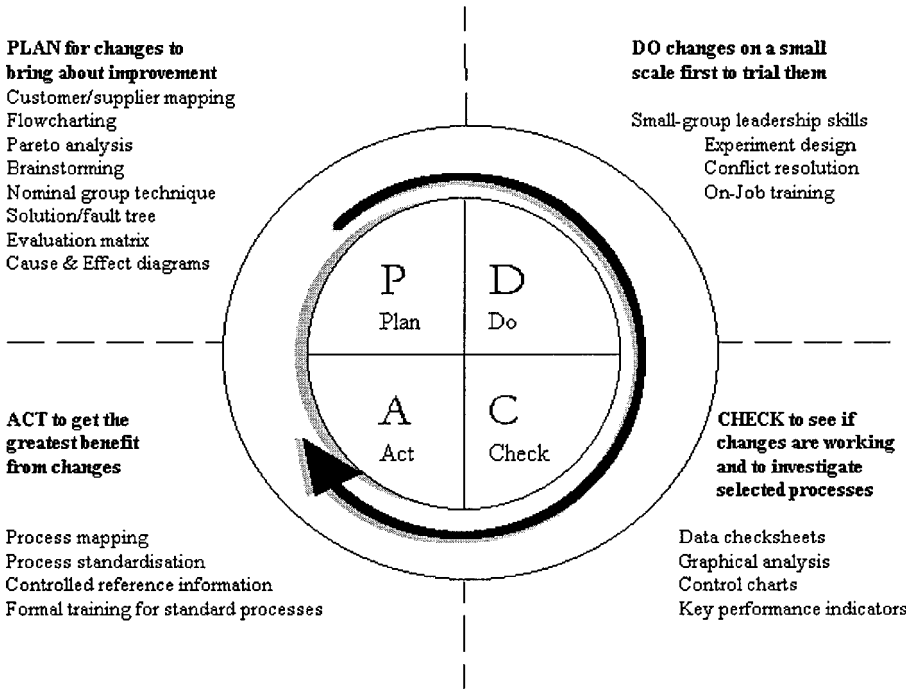 PLAN for changes to
bring about improvement
Customer/supplier mapping
Flowcharting
Pareto analysis
Brainstorming
Nominal group technique
Solution/fault tree
Evaluation matrix
Cause & Effect diagrams
DO changes on a small
scale first to trial them
Small-group leadership skills
Experiment design
Conflict resolution
On-Job training
P
Plan
D
Do
A
Act
C
Check
ACT to get the
greatest benefit
from changes
Process mapping
Process standardisation
Controlled reference information
Formal training for standard processes
CHECK to see if
changes are working
and to investigate
selected processes
Data checksheets
Graphical analysis
Control charts
Key performance indicators